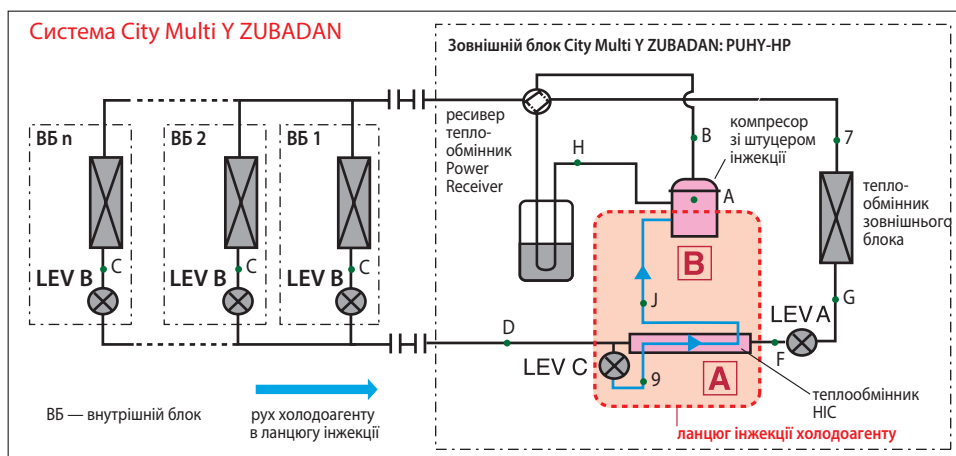 Система City Multi Y ZUBADAN
Зовнішній блок City Multi Y ZUBADAN: PUHY-HP
ВБ n
ВБ 2
ВБ 1
ресивер
тепло-
обмінник
Power
Receiver
H
B
компресор
зі штуцером
інжекції
A
7
тепло-
обмінник
зовнішнього
блока
B
C
C
C
LEV B
LEV B
LEV B
J
G
LEV A
D
F
LEV C
9
A
теплообмінник
HIC
ВБ — внутрішній блок
рух холодоагенту
в ланцюгу інжекції
ланцюг інжекції холодоагенту